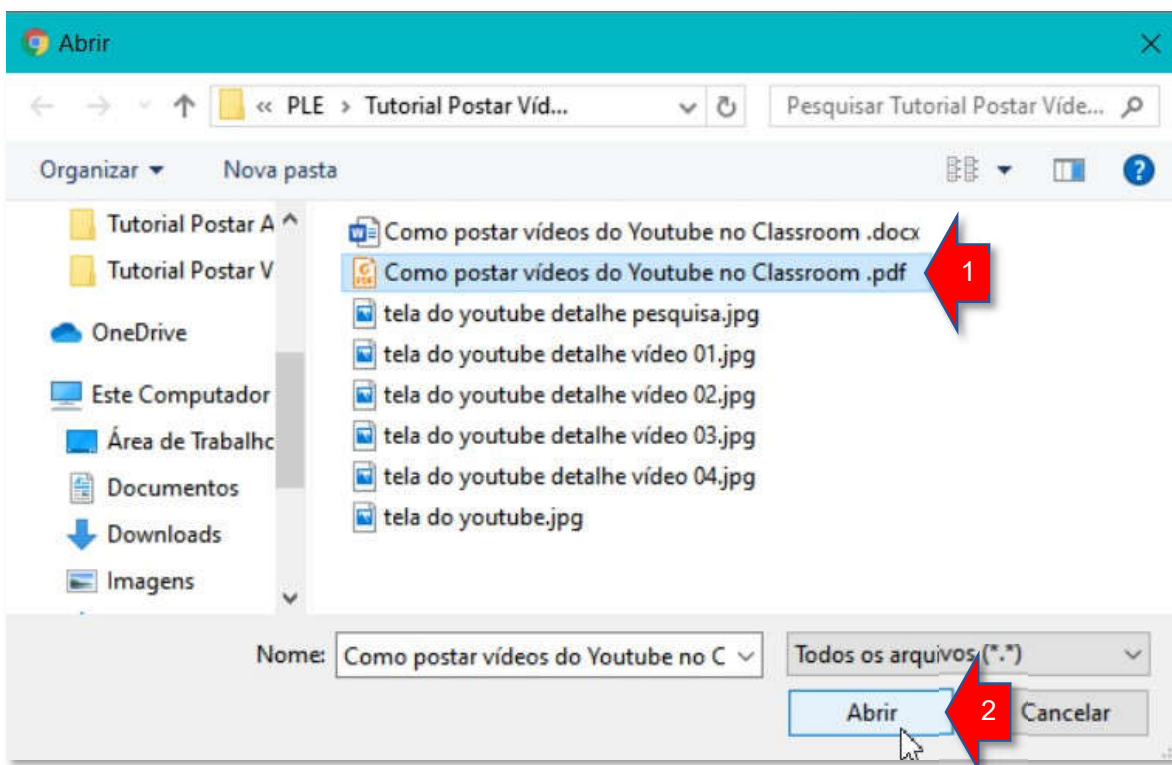 Abrir
« PLE > Tutorial Postar Víd...
Pesquisar Tutorial Postar Víde...
Organizar
Nova pasta
Tutorial Postar A
Tutorial Postar V
OneDrive
Este Computador
Área de Trabalhc
Documentos
Downloads
Imagens
Como postar vídeos do Youtube no Classroom .docx
Como postar vídeos do Youtube no Classroom .pdf
1
tela do youtube detalhe pesquisa.jpg
tela do youtube detalhe vídeo 01.jpg
tela do youtube detalhe vídeo 02.jpg
tela do youtube detalhe vídeo 03.jpg
tela do youtube detalhe vídeo 04.jpg
tela do youtube.jpg
Nome: Como postar vídeos do Youtube no C
Todos os arquivos (*.*)
Abrir
2
Cancelar